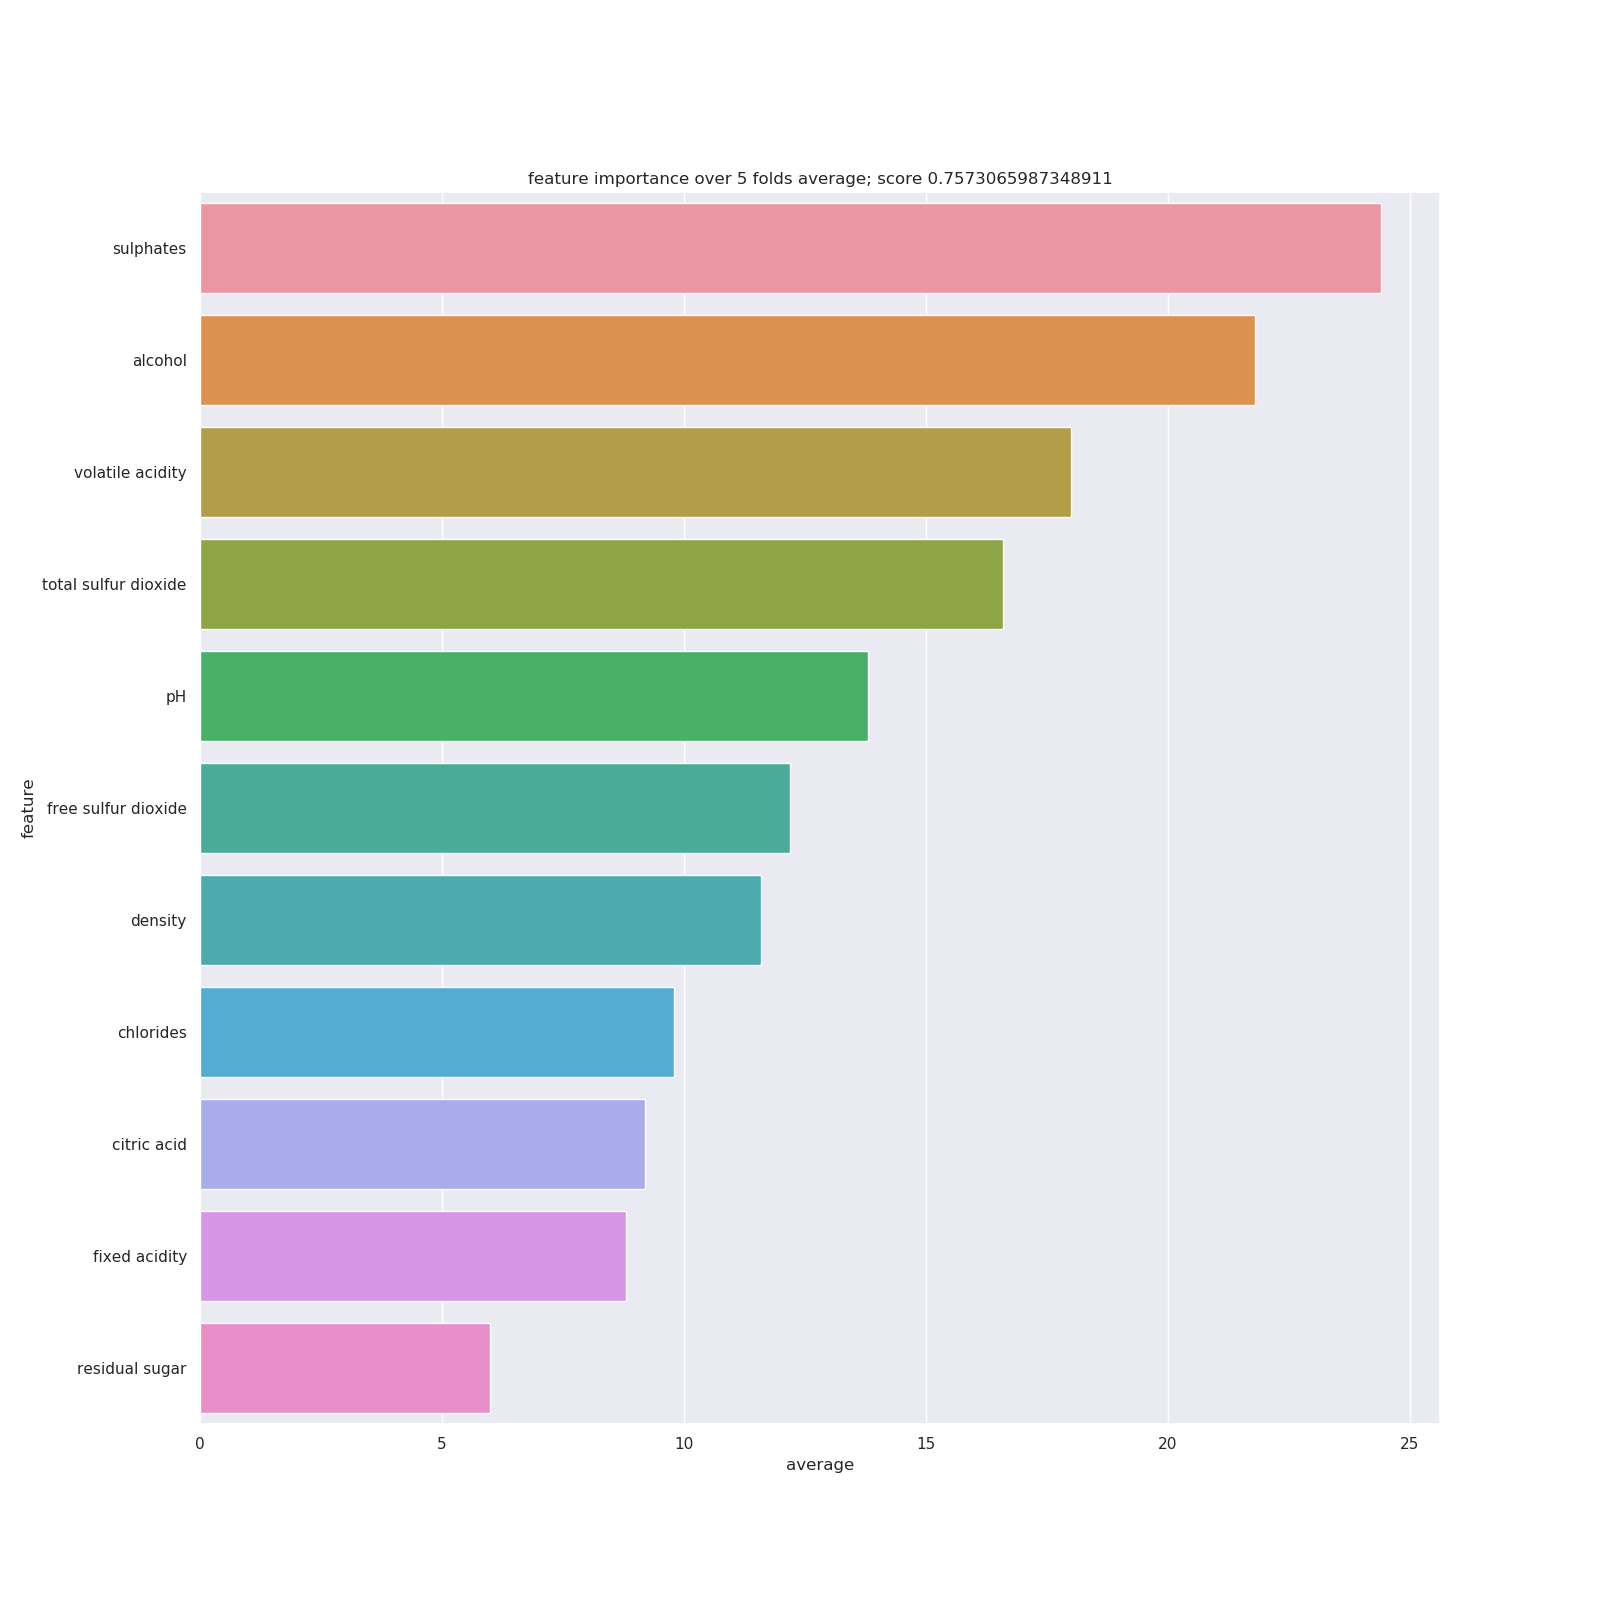 feature importance over 5 folds average; score 0.7573065987348911
sulphates
alcohol
volatile acidity
total sulfur dioxide
pH
free sulfur dioxide
density
chlorides
citric acid
fixed acidity
residual sugar
feature
0 5 10 15 20 25
average